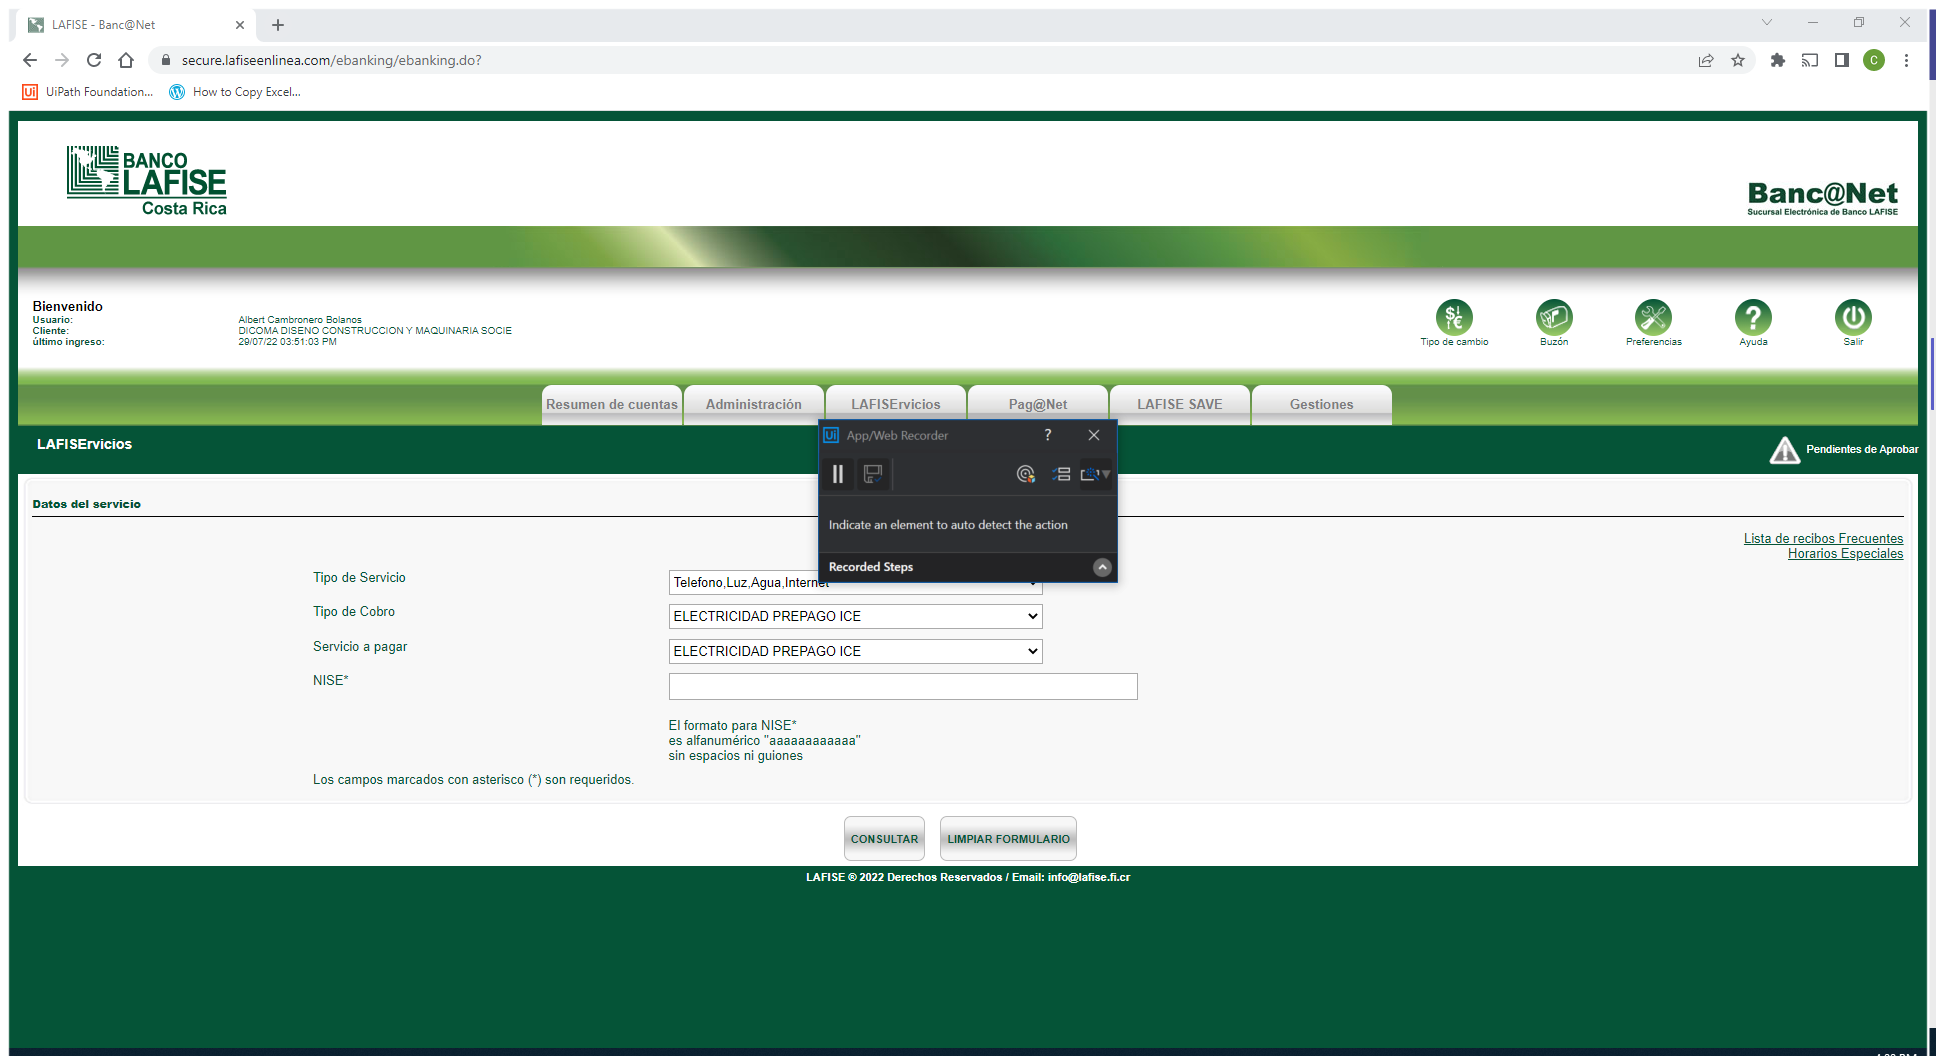 LAFISE - Banc@Net
secure.lafiseenlinea.com/ebanking/ebanking.do?
C
Ui UiPath Foundation... How to Copy Excel...
BANCO
LAFISE
Costa Rica
Banc@Net
Sucursal Electrónica de Banco LAFISE
Bienvenido
Usuario: Albert Cambronero Bolanos
Cliente: DICOMA DISENO CONSTRUCCION Y MAQUINARIA SOCIE
último ingreso: 29/07/22 03:51:03 PM
Tipo de cambio Buzón Preferencias Ayuda Salir
Resumen de cuentas Administración LAFISErvicios Pag@Net LAFISE SAVE Gestiones
LAFISErvicios
Pendientes de Aprobar
Ui App/Web Recorder ?
Indicate an element to auto detect the action
Recorded Steps
Datos del servicio
Lista de recibos Frecuentes
Horarios Especiales
Tipo de Servicio Telefono,Luz,Agua,Internet
Tipo de Cobro ELECTRICIDAD PREPAGO ICE
Servicio a pagar ELECTRICIDAD PREPAGO ICE
NISE*
El formato para NISE*
es alfanumérico "aaaaaaaaaaaa"
sin espacios ni guiones
Los campos marcados con asterisco (*) son requeridos.
CONSULTAR LIMPIAR FORMULARIO
LAFISE © 2022 Derechos Reservados / Email: info@lafise.fi.cr